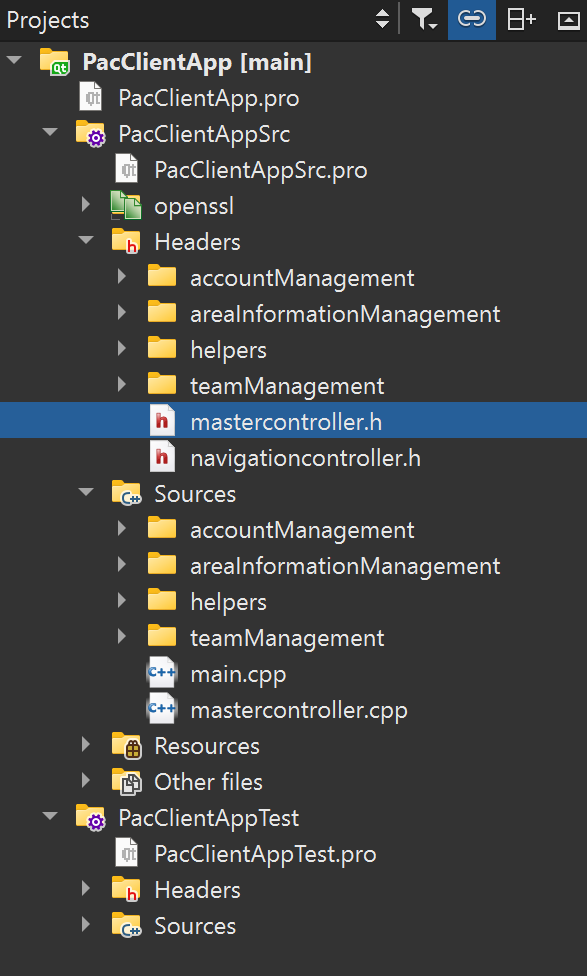 Projects
PacClientApp [main]
PacClientApp.pro
PacClientAppSrc
PacClientAppSrc.pro
openssl
Headers
accountManagement
areaInformationManagement
helpers
teamManagement
mastercontroller.h
navigationcontroller.h
Sources
accountManagement
areaInformationManagement
helpers
teamManagement
main.cpp
mastercontroller.cpp
Resources
Other files
PacClientAppTest
PacClientAppTest.pro
Headers
Sources